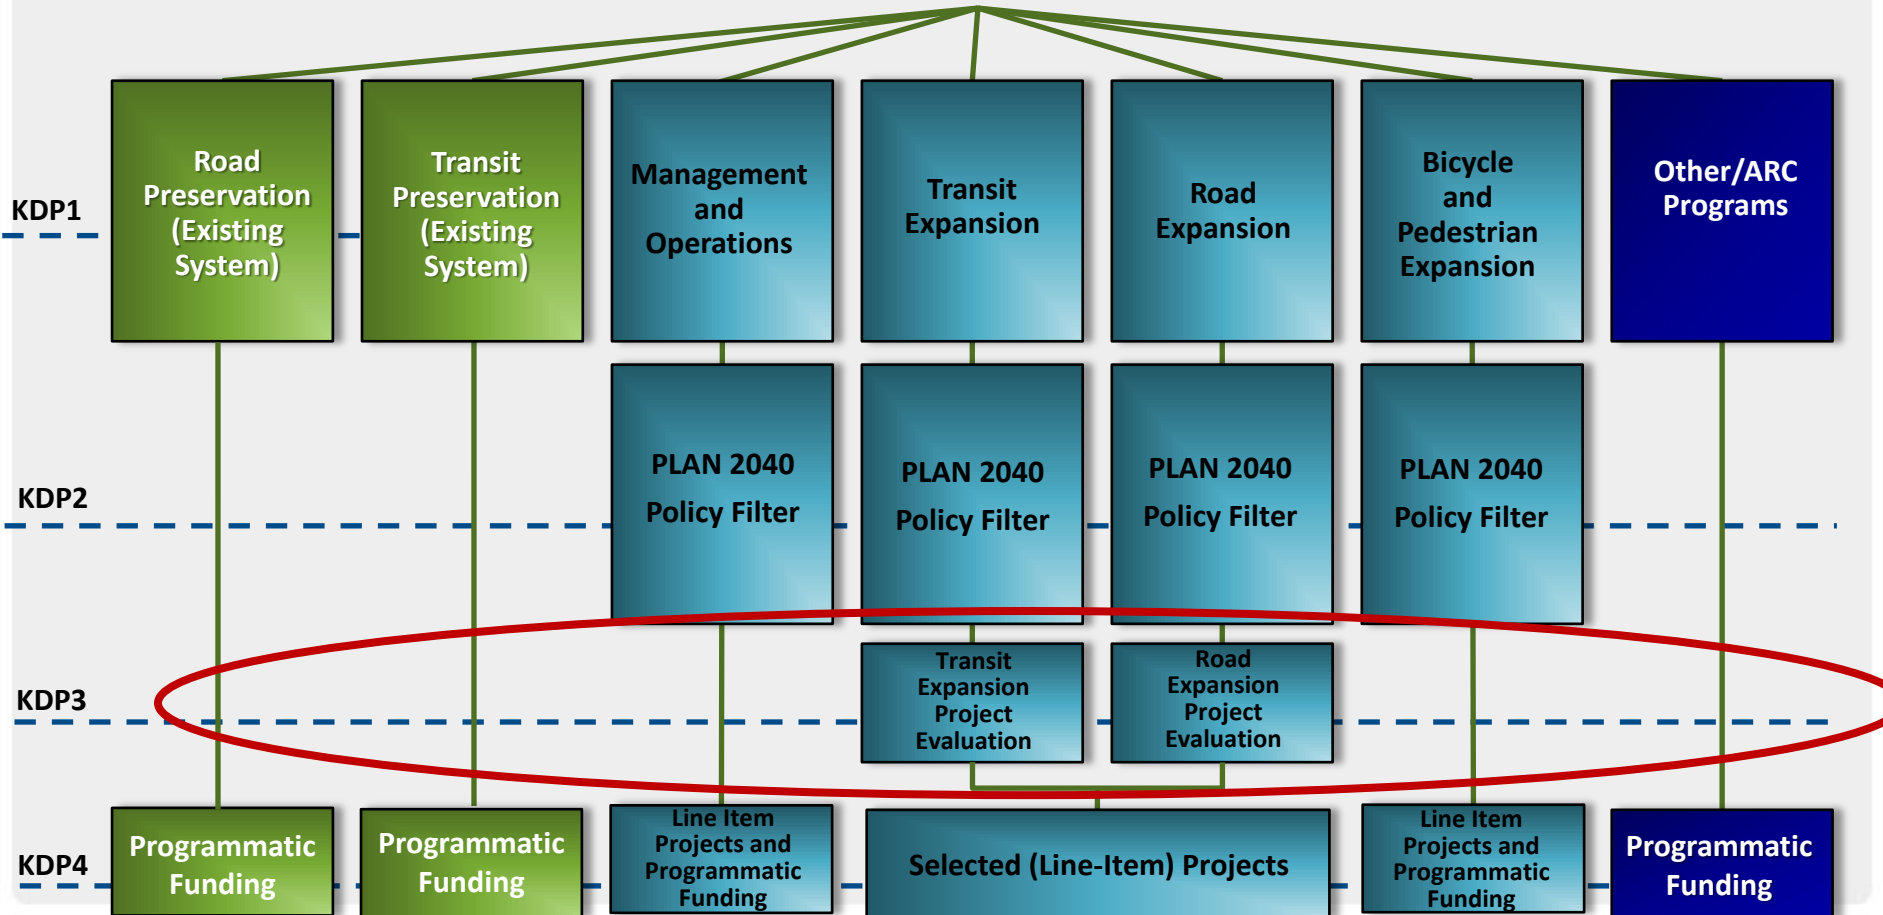 KDP1
Road
Preservation
(Existing
System)
Transit
Preservation
(Existing
System)
Management
and
Operations
Transit
Expansion
Road
Expansion
Bicycle
and
Pedestrian
Expansion
Other/ARC
Programs
KDP2
PLAN 2040
Policy Filter
PLAN 2040
Policy Filter
PLAN 2040
Policy Filter
PLAN 2040
Policy Filter
KDP3
Transit
Expansion
Project
Evaluation
Road
Expansion
Project
Evaluation
KDP4
Programmatic
Funding
Programmatic
Funding
Line Item
Projects and
Programmatic
Funding
Selected (Line-Item) Projects
Line Item
Projects and
Programmatic
Funding
Programmatic
Funding